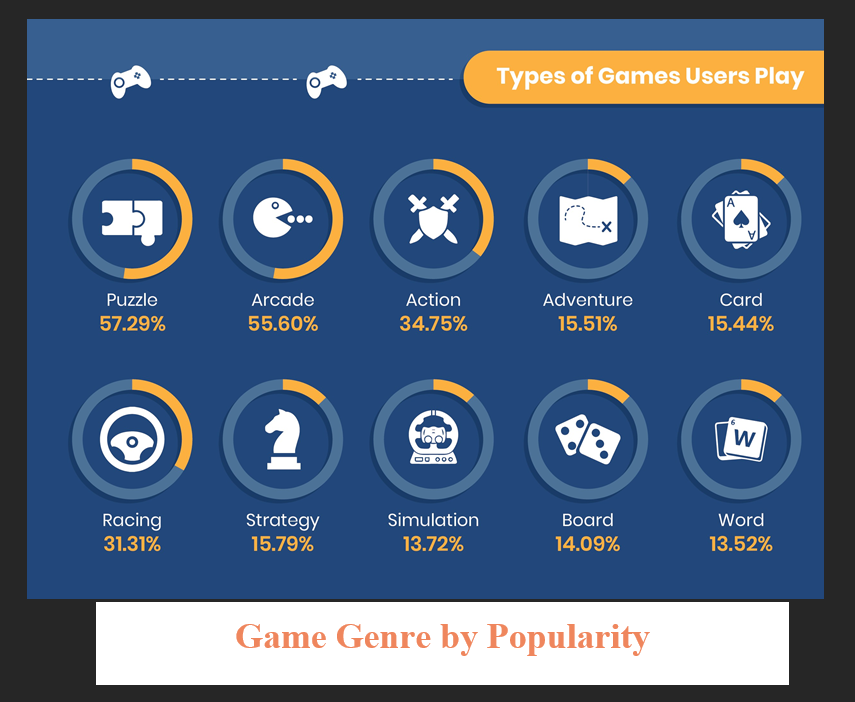 Types of Games Users Play
A
A
Puzzle
57.29%
Arcade
55.60%
Action
34.75%
Adventure
15.51%
Card
15.44%
6
W
Racing
31.31%
Strategy
15.79%
Simulation
13.72%
Board
14.09%
Word
13.52%
Game Genre by Popularity